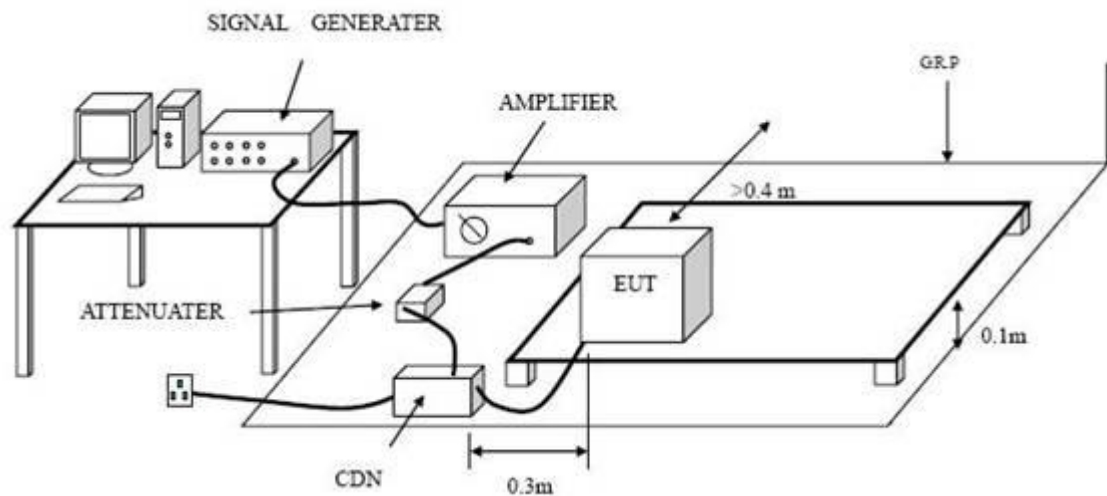 SIGNAL GENERATER
GRP
AMPLIFIER
>0.4 m
EUT
ATTENUATER
0.1m
CDN
0.3m